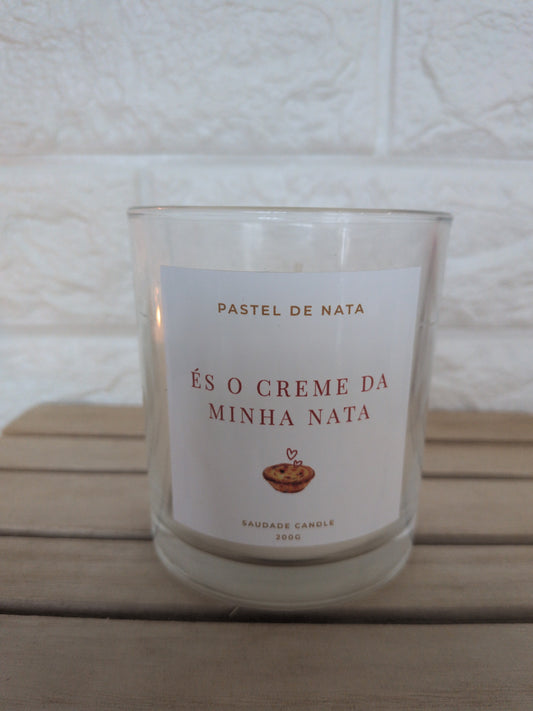 PASTEL DE NATA
ÉS O CREME DA
MINHA NATA
SAUDADE CANDLE
200G